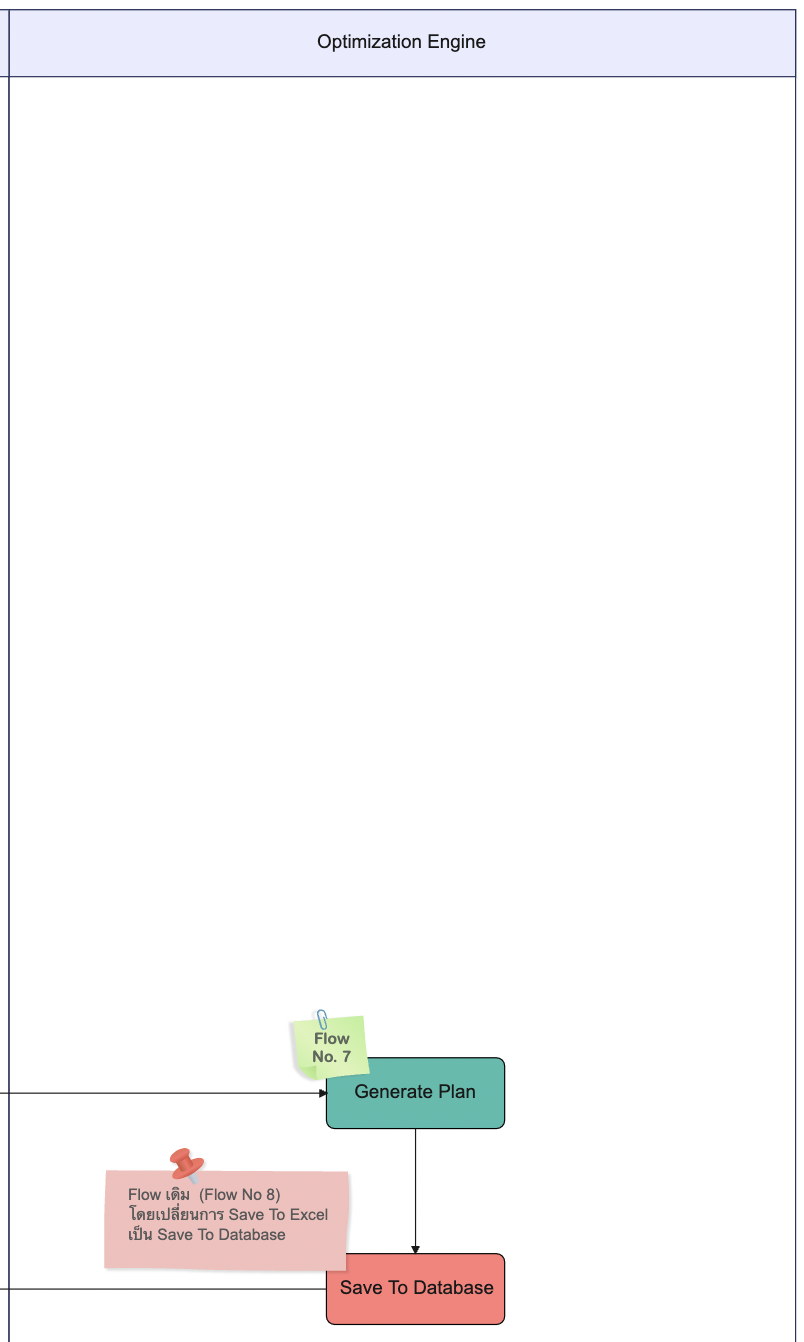 Optimization Engine
Flow
No. 7
Generate Plan
Flow เดิม  (Flow No 8)
โดยเปลี่ยนการ Save To Excel
เป็น Save To Database
Save To Database